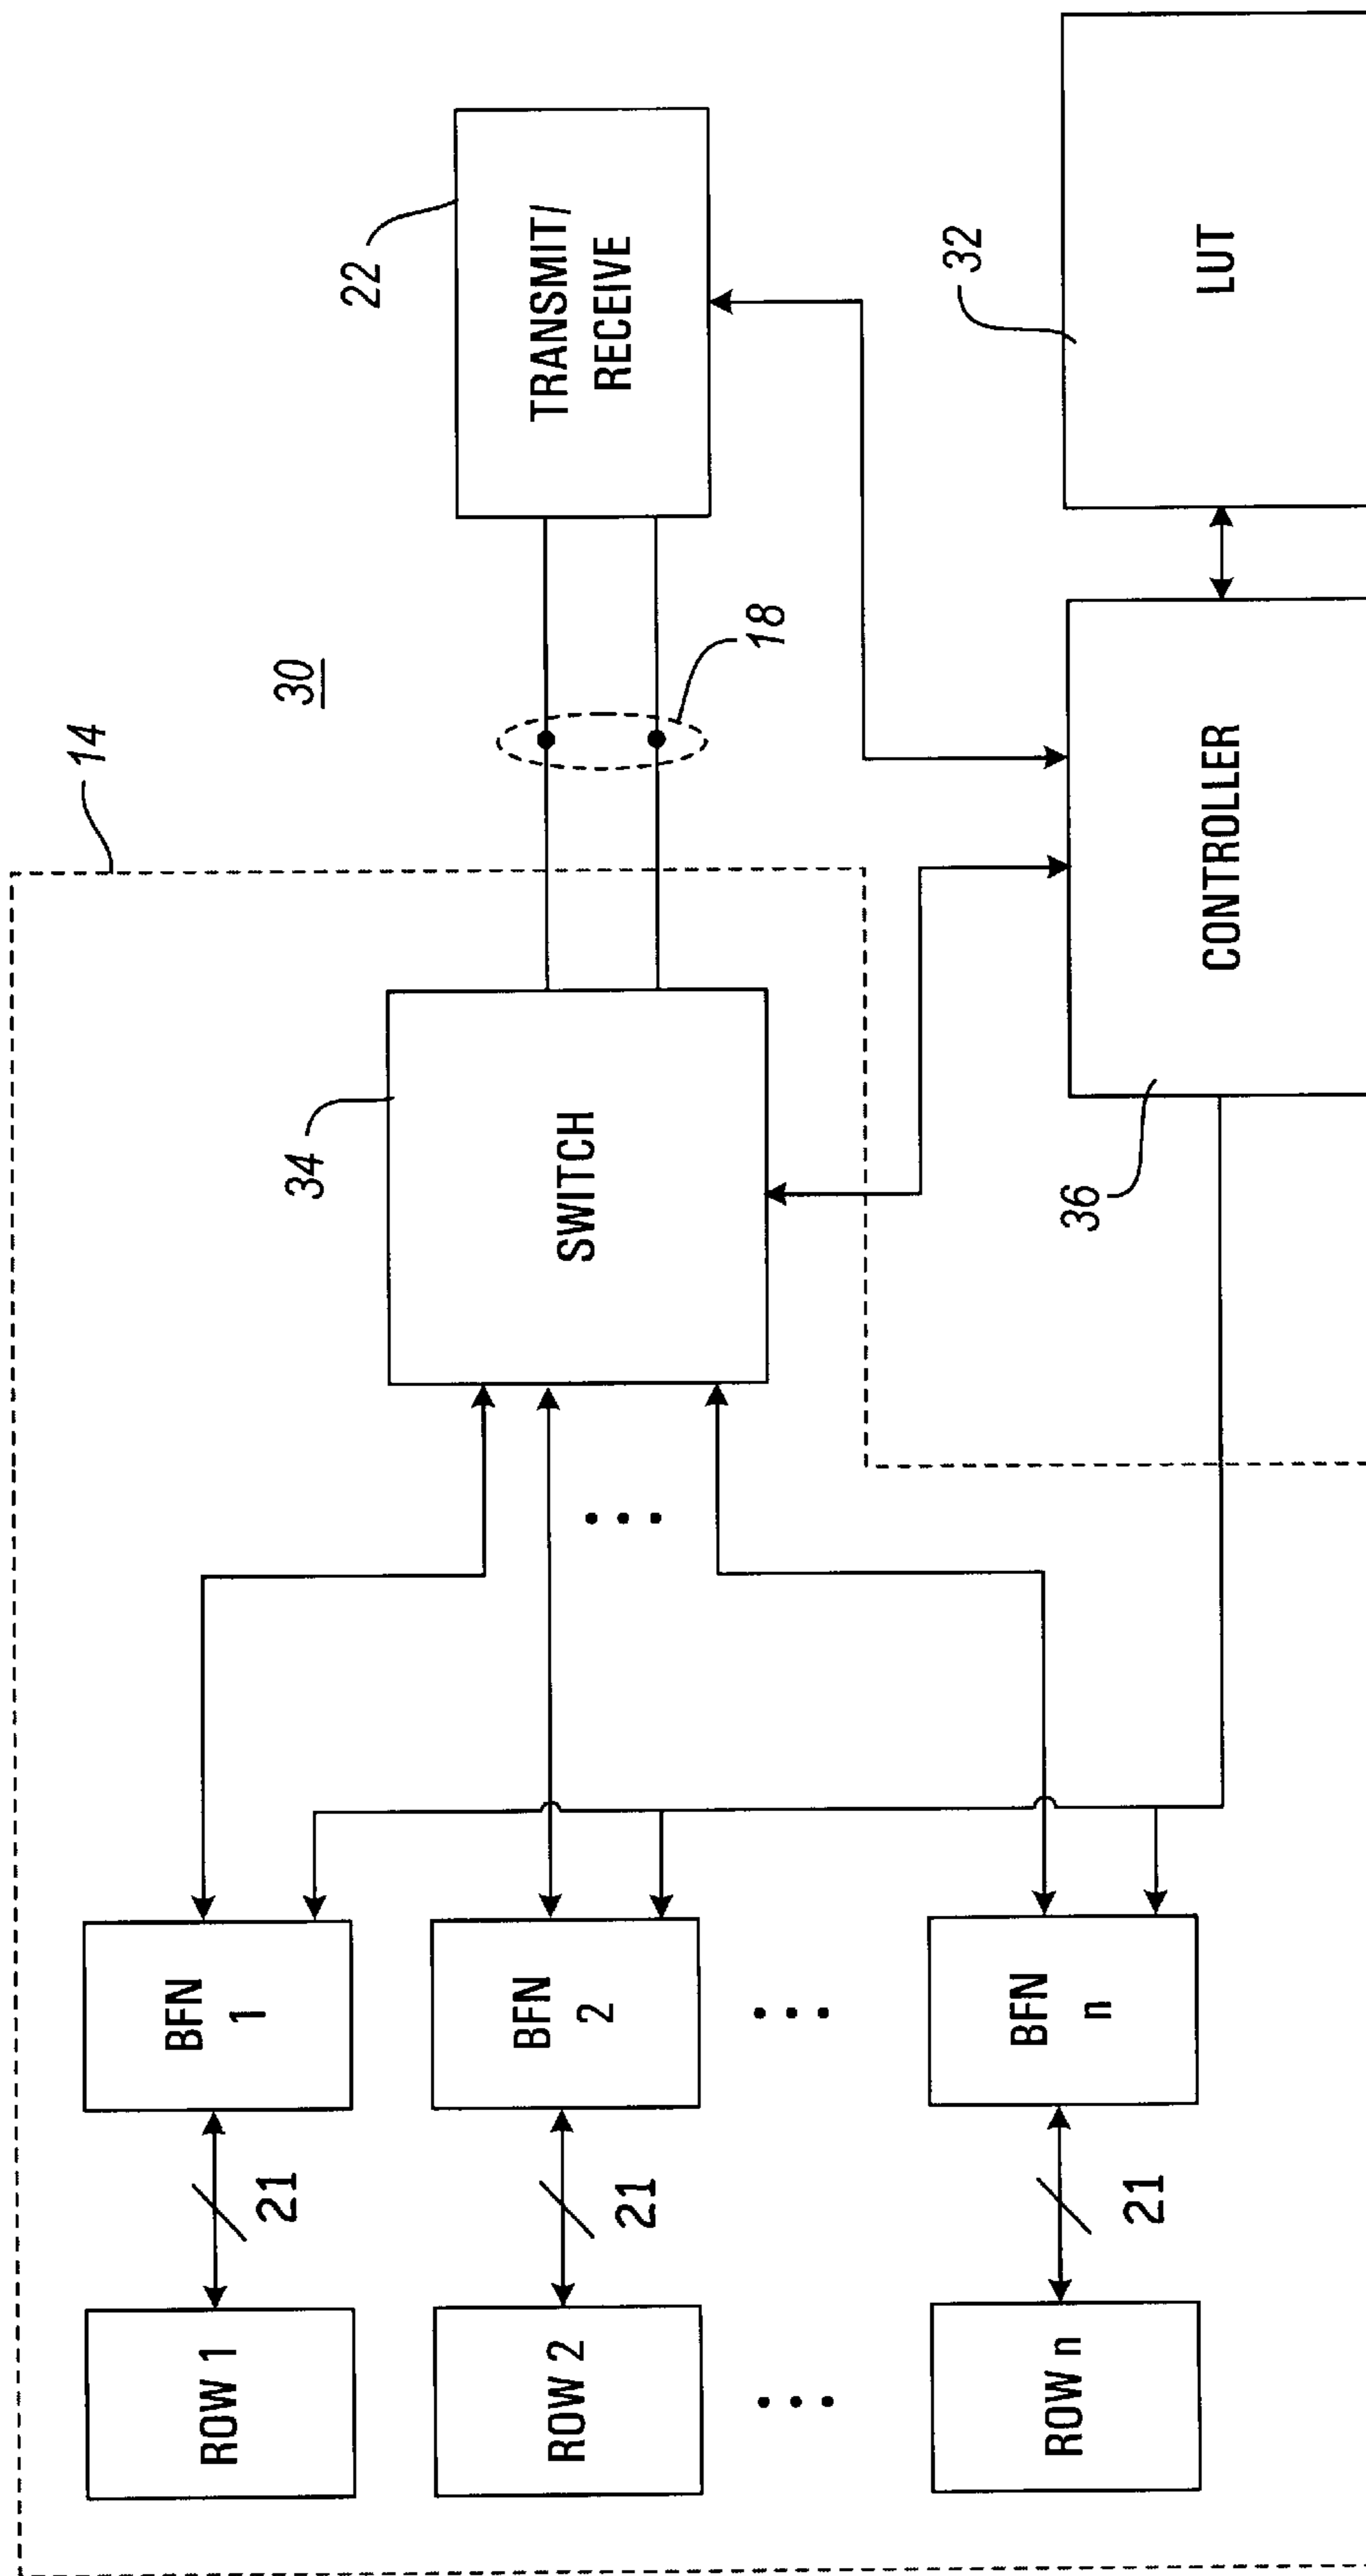 14
30
22
TRANSMIT/
RECEIVE
18
34
SWITCH
32
LUT
CONTROLLER
36
BFN
1
BFN
2
BFN
n
21
21
21
ROW 1
ROW 2
ROW n